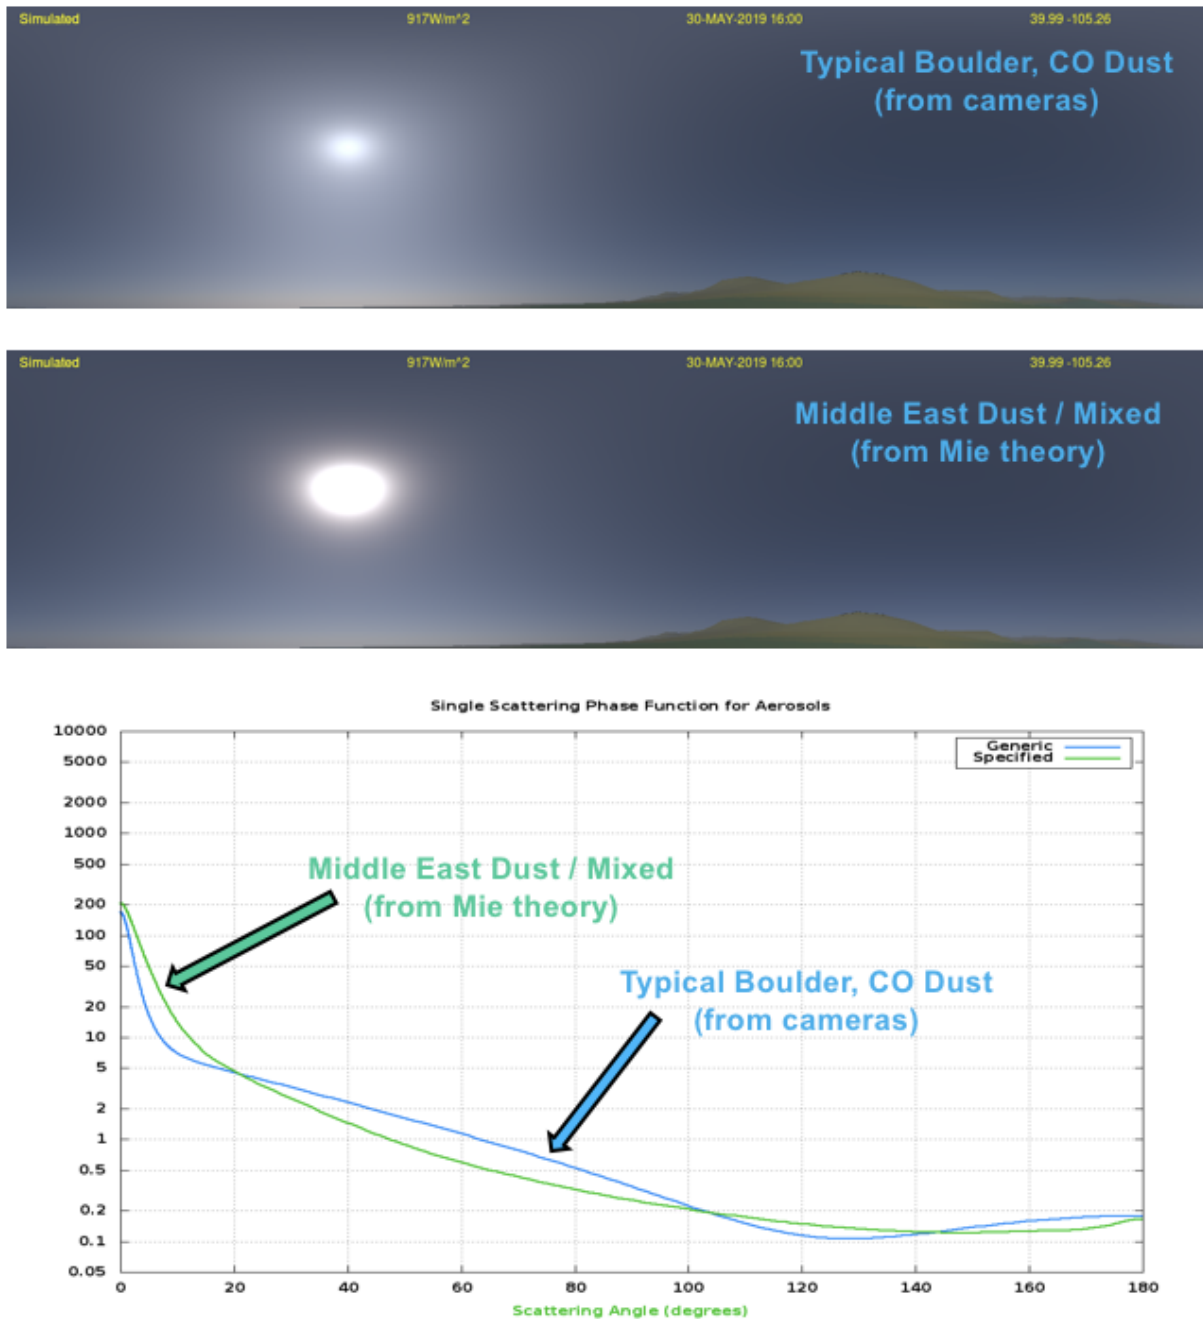 Simulated 917W/m^2 30-MAY-2019 16:00 39.99 -105.26
Typical Boulder, CO Dust
(from cameras)
Simulated 917W/m^2 30-MAY-2019 16:00 39.99 -105.26
Middle East Dust / Mixed
(from Mie theory)
Single Scattering Phase Function for Aerosols
10000
5000
2000
1000
500
200
100
50
20
10
5
2
1
0.5
0.2
0.1
0.05
Generic
Specified
Middle East Dust / Mixed
(from Mie theory)
Typical Boulder, CO Dust
(from cameras)
0 20 40 60 80 100 120 140 160 180
Scattering Angle (degrees)